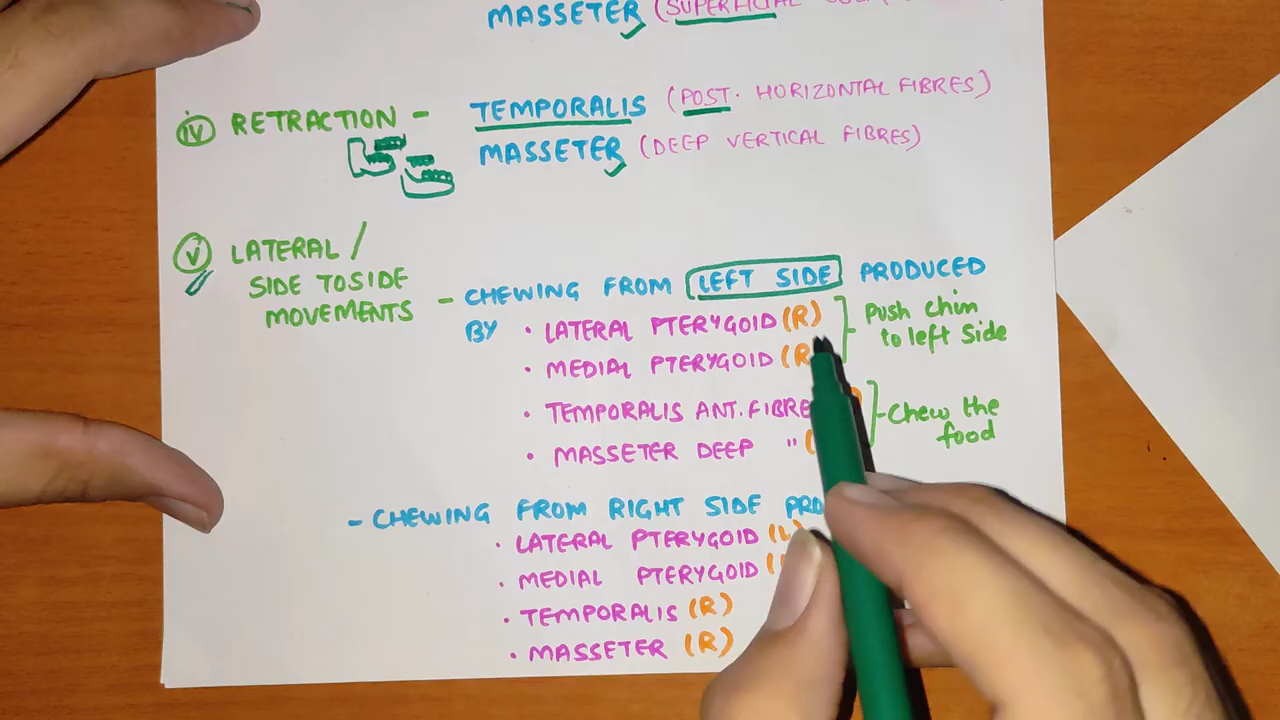 MASSETER (SUPERFICIAL
iv RETRACTION - TEMPORALIS (POST. HORIZONTAL FIBRES)
MASSETER (DEEP VERTICAL FIBRES)
v LATERAL /
SIDE TO SIDE
MOVEMENTS
- CHEWING FROM LEFT SIDE PRODUCED
BY • LATERAL PTERYGOID (R)
• MEDIAL PTERYGOID (R
Push chin
to left side
• TEMPORALIS ANT. FIBRE
• MASSETER DEEP " (
Chew the
food
- CHEWING FROM RIGHT SIDE PRO
• LATERAL PTERYGOID (L)
• MEDIAL PTERYGOID (
• TEMPORALIS (R)
• MASSETER (R)